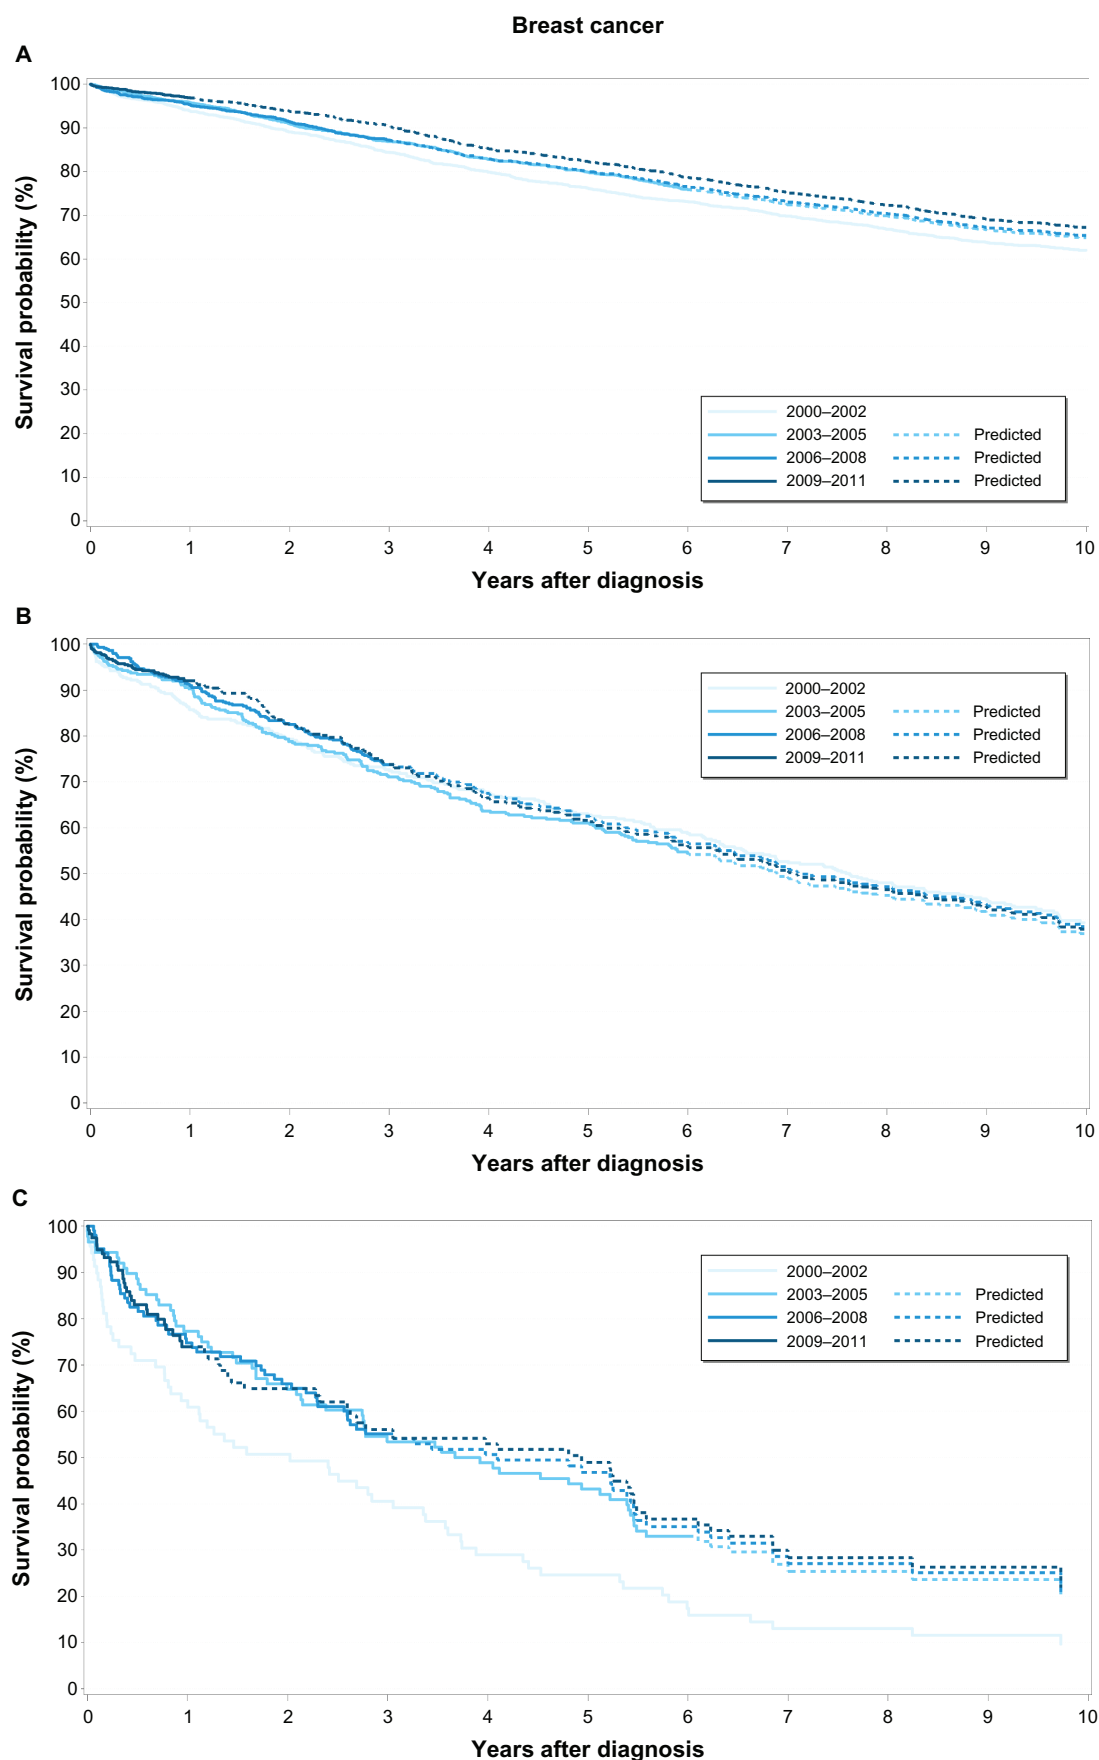 Breast cancer
A
Survival probability (%)
100
90
80
70
60
50
40
30
20
10
0
2000–2002
2003–2005 Predicted
2006–2008 Predicted
2009–2011 Predicted
0 1 2 3 4 5 6 7 8 9 10
Years after diagnosis
B
Survival probability (%)
100
90
80
70
60
50
40
30
20
10
0
2000–2002
2003–2005 Predicted
2006–2008 Predicted
2009–2011 Predicted
0 1 2 3 4 5 6 7 8 9 10
Years after diagnosis
C
Survival probability (%)
100
90
80
70
60
50
40
30
20
10
0
2000–2002
2003–2005 Predicted
2006–2008 Predicted
2009–2011 Predicted
0 1 2 3 4 5 6 7 8 9 10
Years after diagnosis